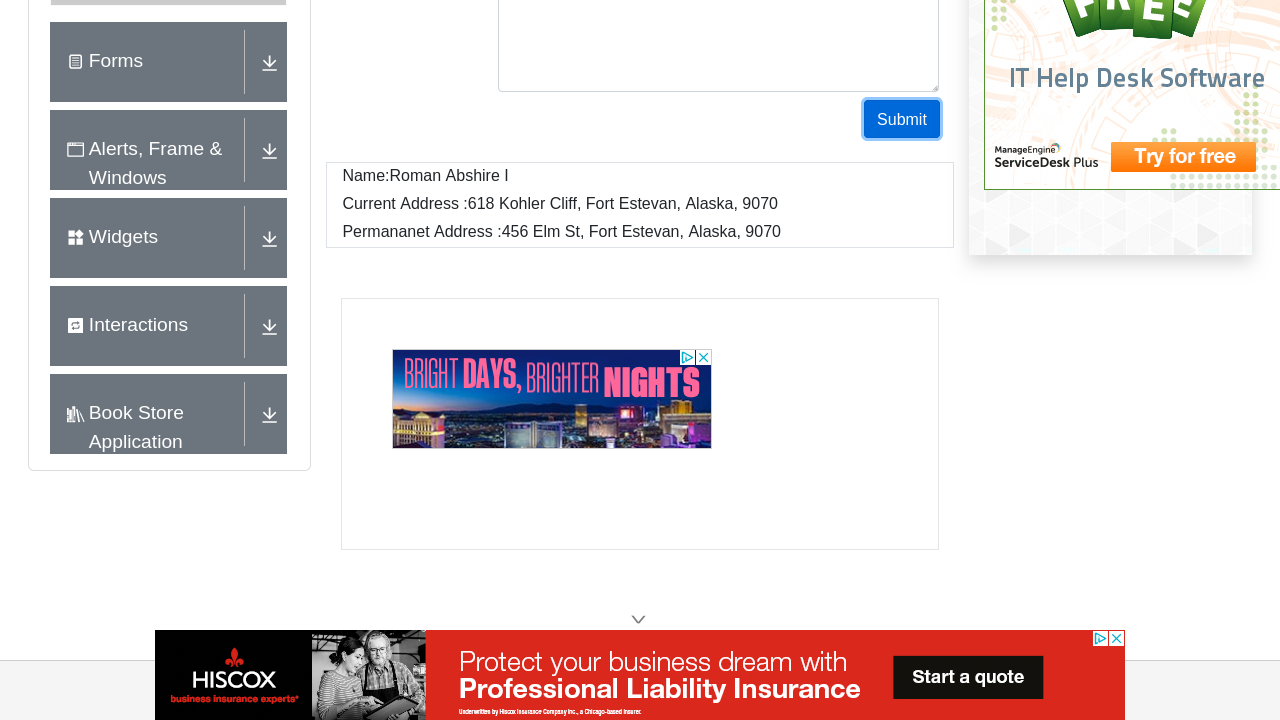 Forms
Alerts, Frame &
Windows
Widgets
Interactions
Book Store
Application
Submit
Name:Roman Abshire I
Current Address :618 Kohler Cliff, Fort Estevan, Alaska, 9070
Permananet Address :456 Elm St, Fort Estevan, Alaska, 9070
FREE
IT Help Desk Software
ManageEngine
ServiceDesk Plus
Try for free
BRIGHT DAYS, BRIGHTER NIGHTS
HISCOX
business insurance experts®
Protect your business dream with
Professional Liability Insurance
Underwritten by Hiscox Insurance Company Inc., a Chicago-based insurer.
Start a quote